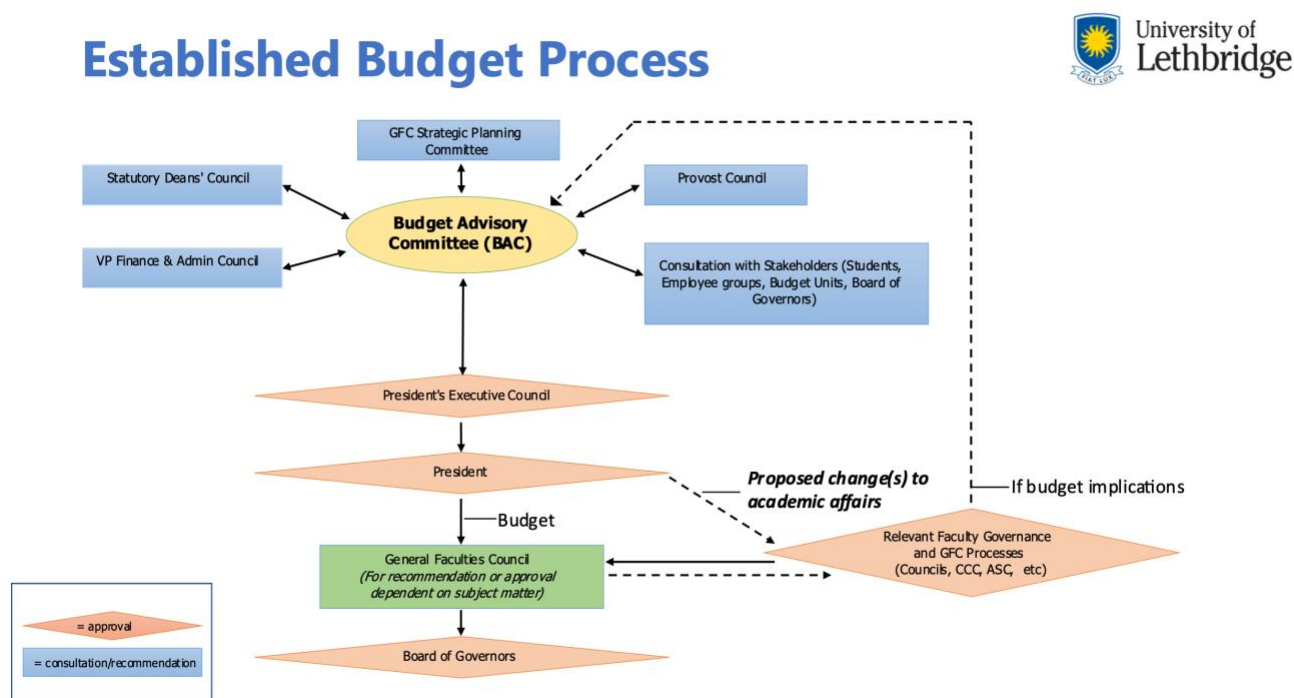 Established Budget Process
University of
Lethbridge
FIAT LUX
GFC Strategic Planning
Committee
Statutory Deans' Council
Provost Council
Budget Advisory
Committee (BAC)
VP Finance & Admin Council
Consultation with Stakeholders (Students,
Employee groups, Budget Units, Board of
Governors)
President's Executive Council
President
Proposed change(s) to
academic affairs
If budget implications
Budget
Relevant Faculty Governance
and GFC Processes
(Councils, CCC, ASC, etc)
General Faculties Council
(For recommendation or approval
dependent on subject matter)
Board of Governors
= approval
= consultation/recommendation